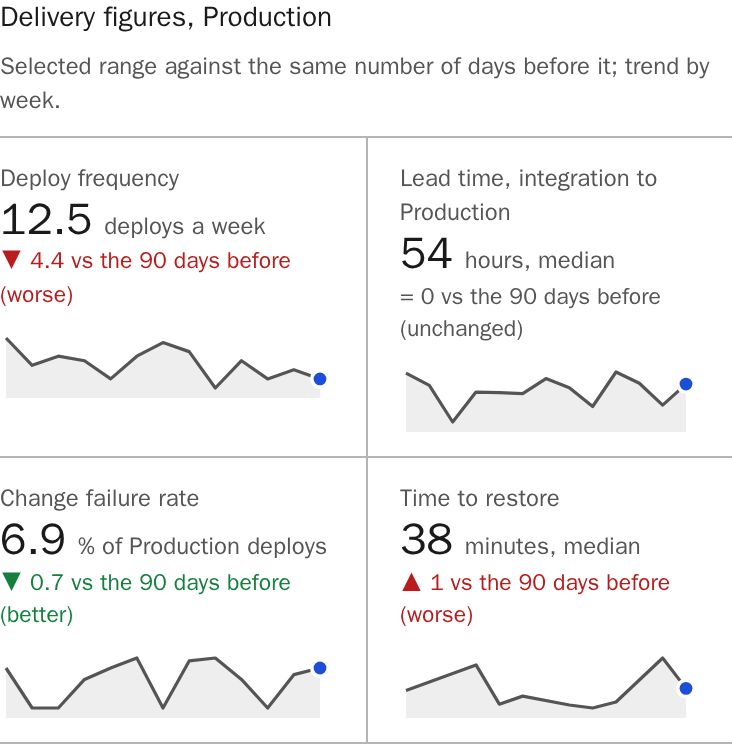 Delivery figures, Production
Selected range against the same number of days before it; trend by
week.
Deploy frequency
12.5 deploys a week
▼ 4.4 vs the 90 days before
(worse)
Lead time, integration to
Production
54 hours, median
= 0 vs the 90 days before
(unchanged)
Change failure rate
6.9 % of Production deploys
▼ 0.7 vs the 90 days before
(better)
Time to restore
38 minutes, median
▲ 1 vs the 90 days before
(worse)